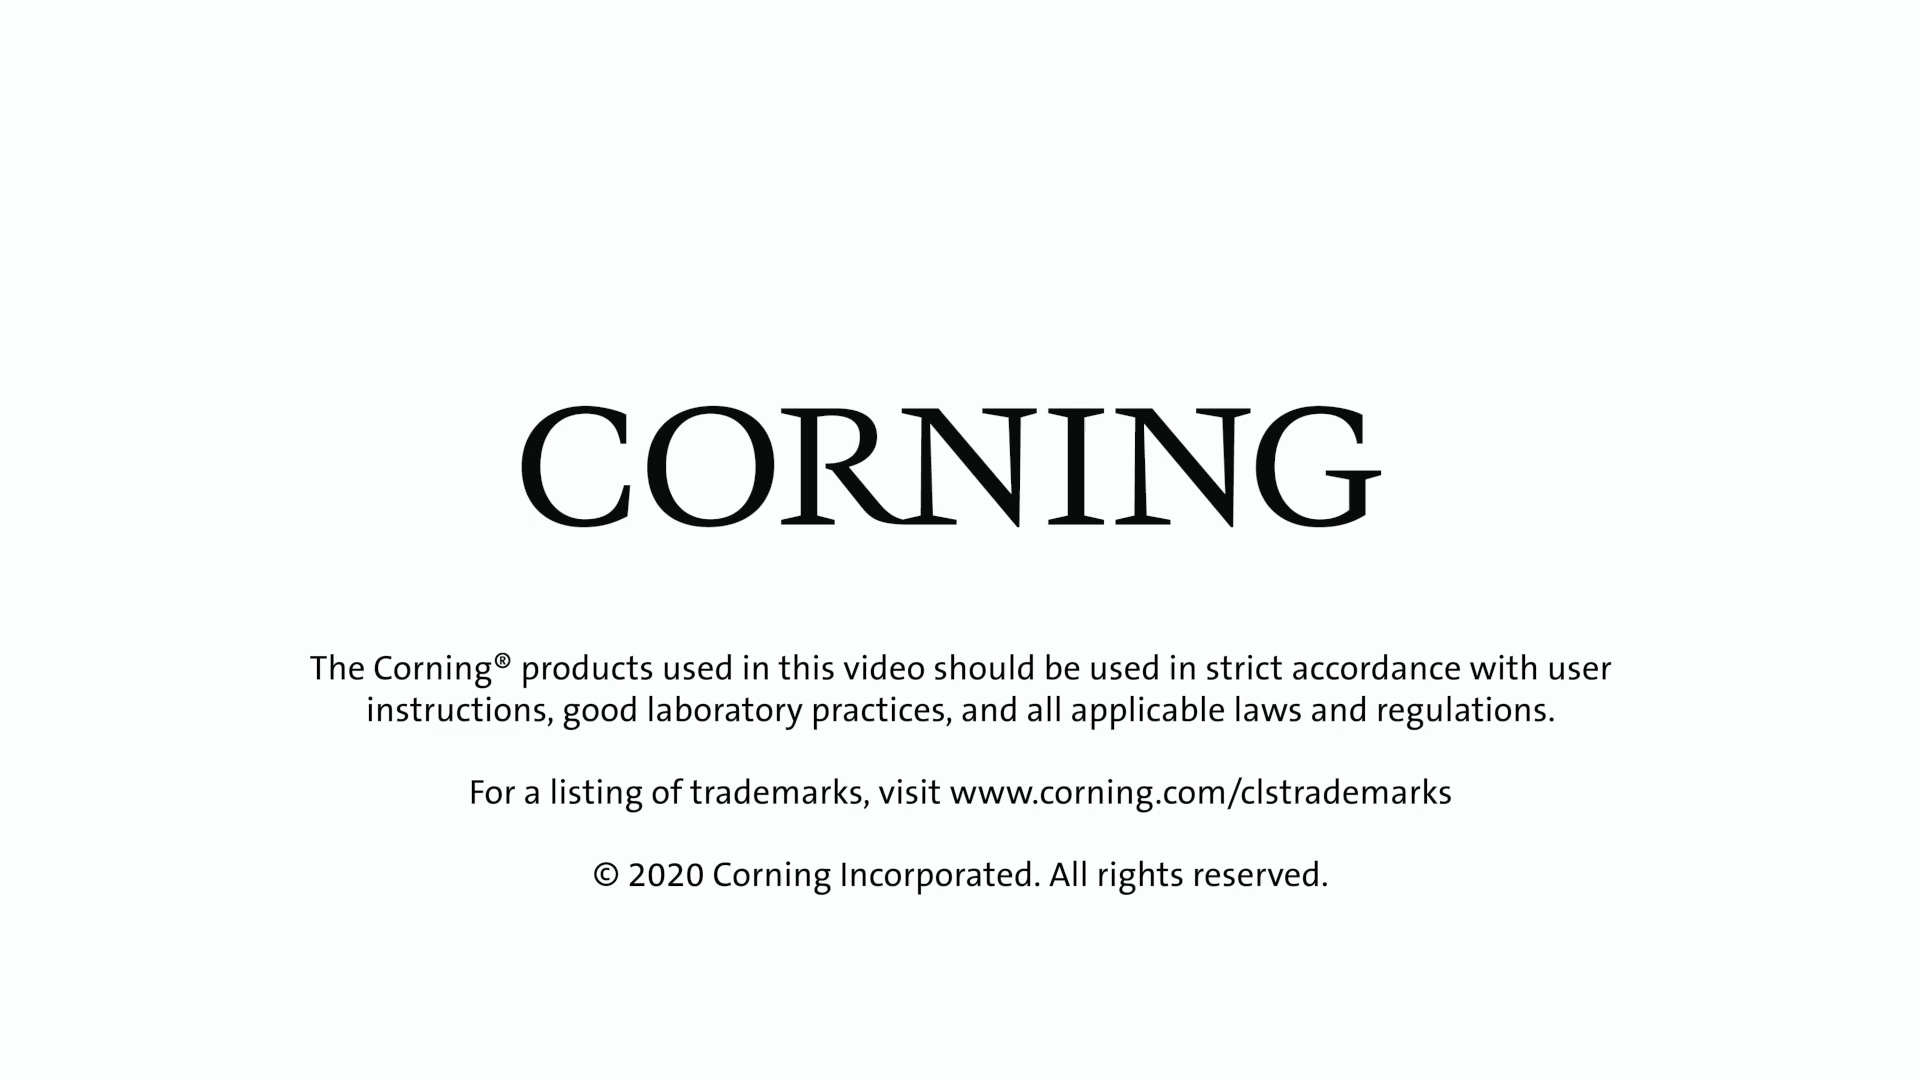 CORNING
The Corning® products used in this video should be used in strict accordance with user
instructions, good laboratory practices, and all applicable laws and regulations.
For a listing of trademarks, visit www.corning.com/clstrademarks
© 2020 Corning Incorporated. All rights reserved.